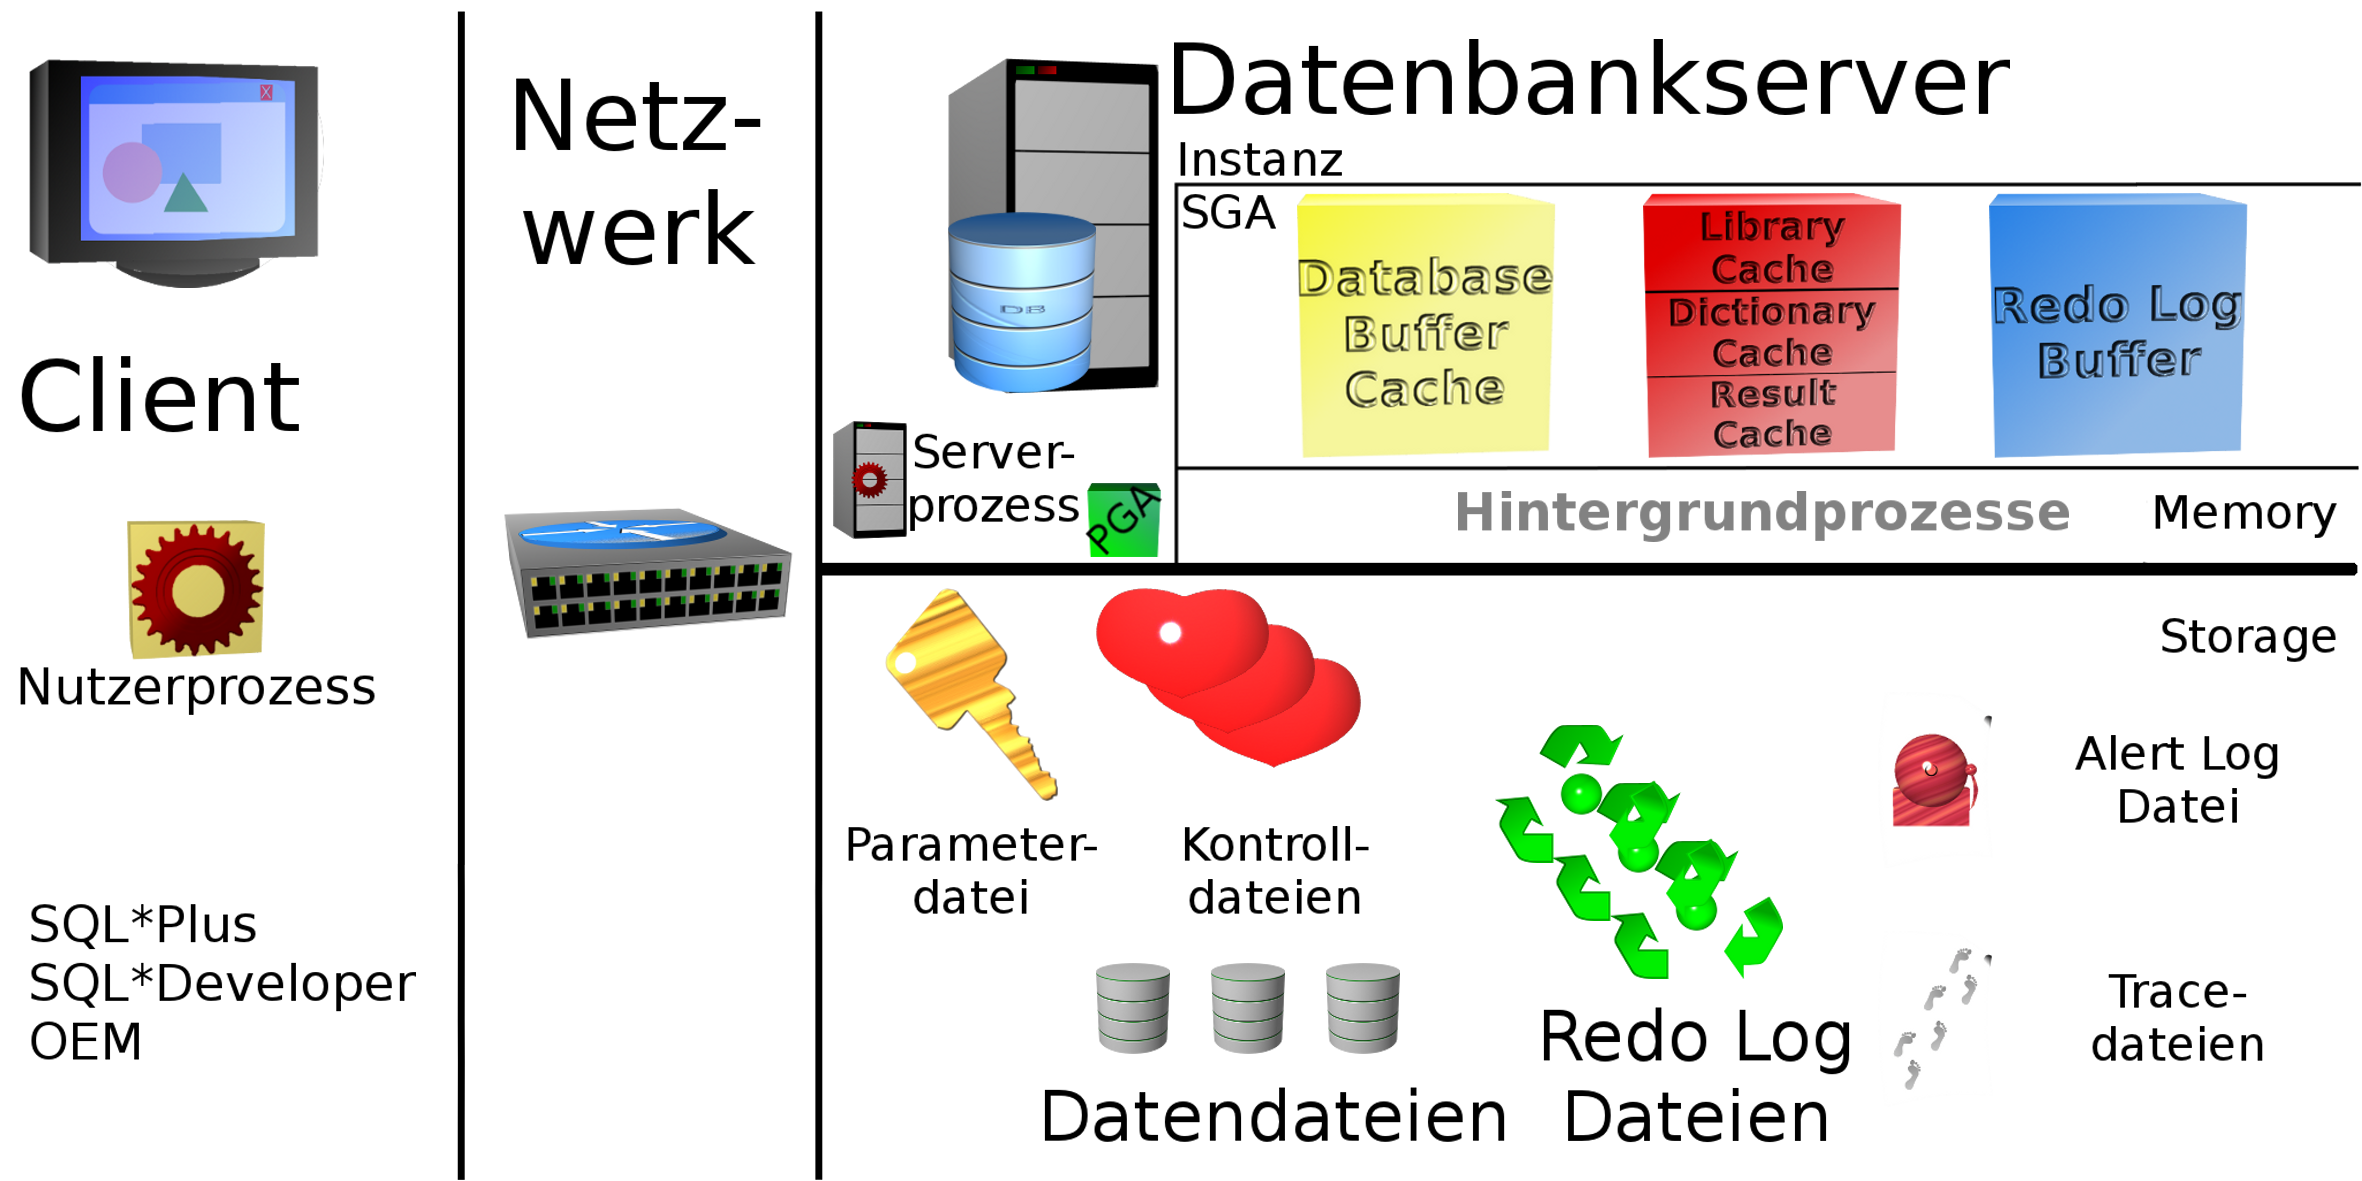 Client
Nutzerprozess
SQL*Plus
SQL*Developer
OEM
Netz-
werk
Datenbankserver
Instanz
SGA
DB
Database
Buffer
Cache
Library
Cache
Dictionary
Cache
Result
Cache
Redo Log
Buffer
Server-
prozess
PGA
Hintergrundprozesse
Memory
Storage
Parameter-
datei
Kontroll-
dateien
Datendateien
Redo Log
Dateien
Alert Log
Datei
Trace-
dateien